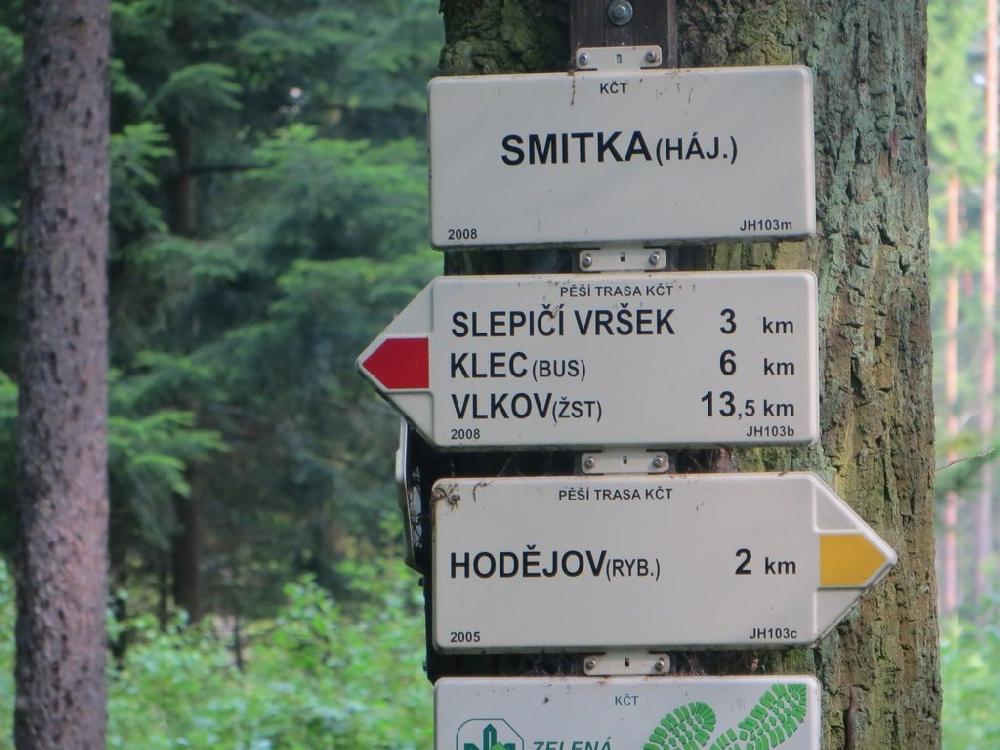 KČT
SMITKA (HÁJ.)
2008 JH103m
PĚŠÍ TRASA KČT
SLEPIČÍ VRŠEK 3 km
KLEC (BUS) 6 km
VLKOV (ŽST) 13,5 km
2008 JH103b
PĚŠÍ TRASA KČT
HODĚJOV (RYB.) 2 km
2005 JH103c
KČT
ZELENÁ